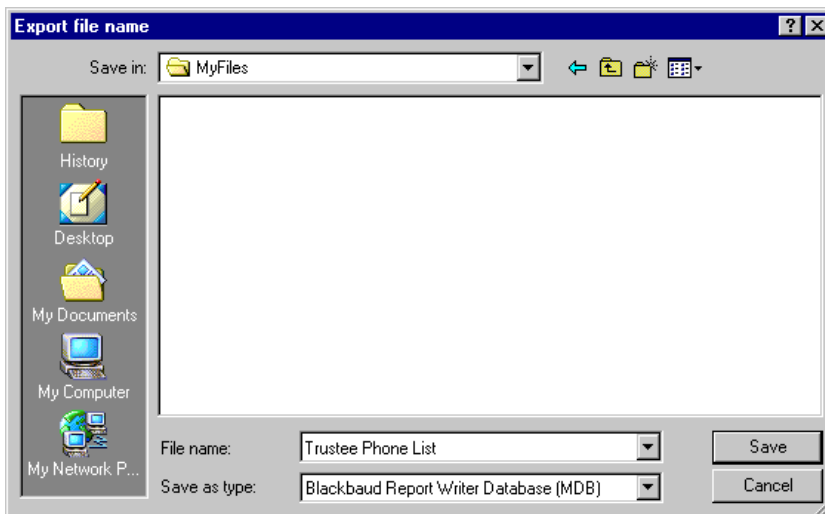 Export file name
Save in: MyFiles
History
Desktop
My Documents
My Computer
My Network P...
File name: Trustee Phone List Save
Save as type: Blackbaud Report Writer Database (MDB) Cancel